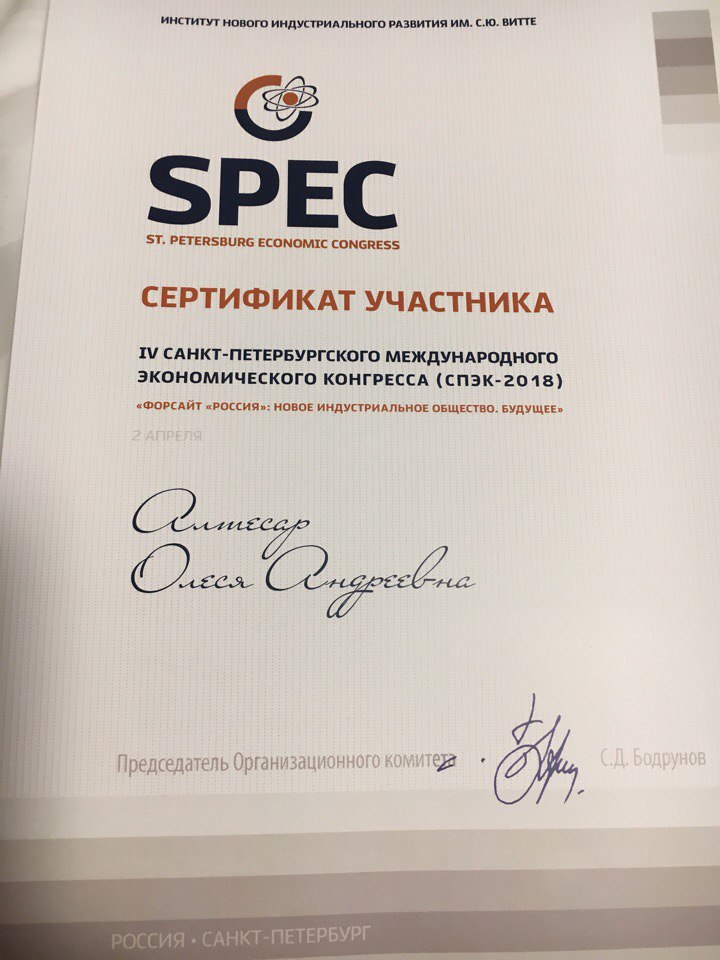 ИНСТИТУТ НОВОГО ИНДУСТРИАЛЬНОГО РАЗВИТИЯ ИМ. С.Ю. ВИТТЕ
SPEC
ST. PETERSBURG ECONOMIC CONGRESS
СЕРТИФИКАТ УЧАСТНИКА
IV САНКТ-ПЕТЕРБУРГСКОГО МЕЖДУНАРОДНОГО
ЭКОНОМИЧЕСКОГО КОНГРЕССА (СПЭК-2018)
«ФОРСАЙТ «РОССИЯ»: НОВОЕ ИНДУСТРИАЛЬНОЕ ОБЩЕСТВО. БУДУЩЕЕ»
2 АПРЕЛЯ
Алтесар
Олеся Андреевна
Председатель Организационного комитета С.Д. Бодрунов
РОССИЯ • САНКТ-ПЕТЕРБУРГ